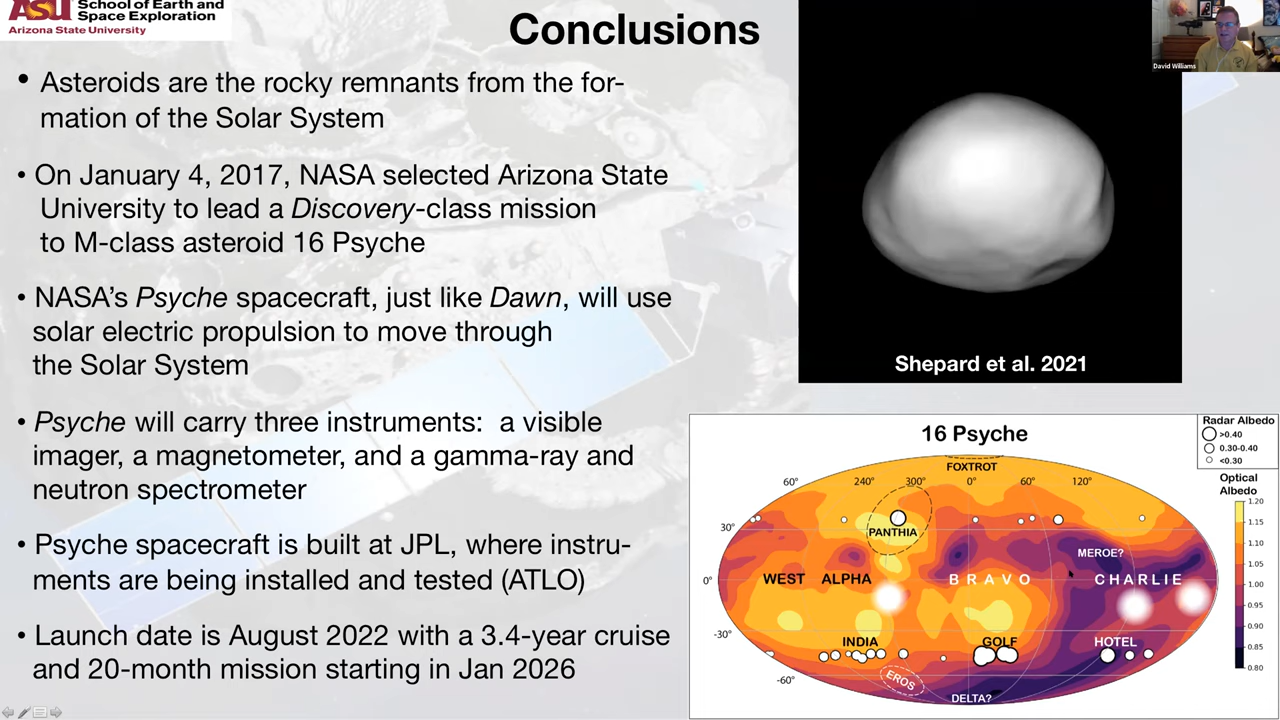 ASU School of Earth and
Space Exploration
Arizona State University
Conclusions
• Asteroids are the rocky remnants from the for-
mation of the Solar System
• On January 4, 2017, NASA selected Arizona State
University to lead a Discovery-class mission
to M-class asteroid 16 Psyche
• NASA's Psyche spacecraft, just like Dawn, will use
solar electric propulsion to move through
the Solar System
• Psyche will carry three instruments: a visible
imager, a magnetometer, and a gamma-ray and
neutron spectrometer
• Psyche spacecraft is built at JPL, where instru-
ments are being installed and tested (ATLO)
• Launch date is August 2022 with a 3.4-year cruise
and 20-month mission starting in Jan 2026
David Williams
Shepard et al. 2021
16 Psyche
Radar Albedo
>0.40
0.30-0.40
<0.30
Optical
Albedo
1.20
1.15
1.10
1.05
1.00
0.95
0.90
0.85
0.80
FOXTROT
60° 240° 300° 0° 60° 120°
30°
PANTHIA
MEROE?
0° WEST ALPHA BRAVO CHARLIE
-30°
INDIA GOLF HOTEL
-60° EROS
DELTA?